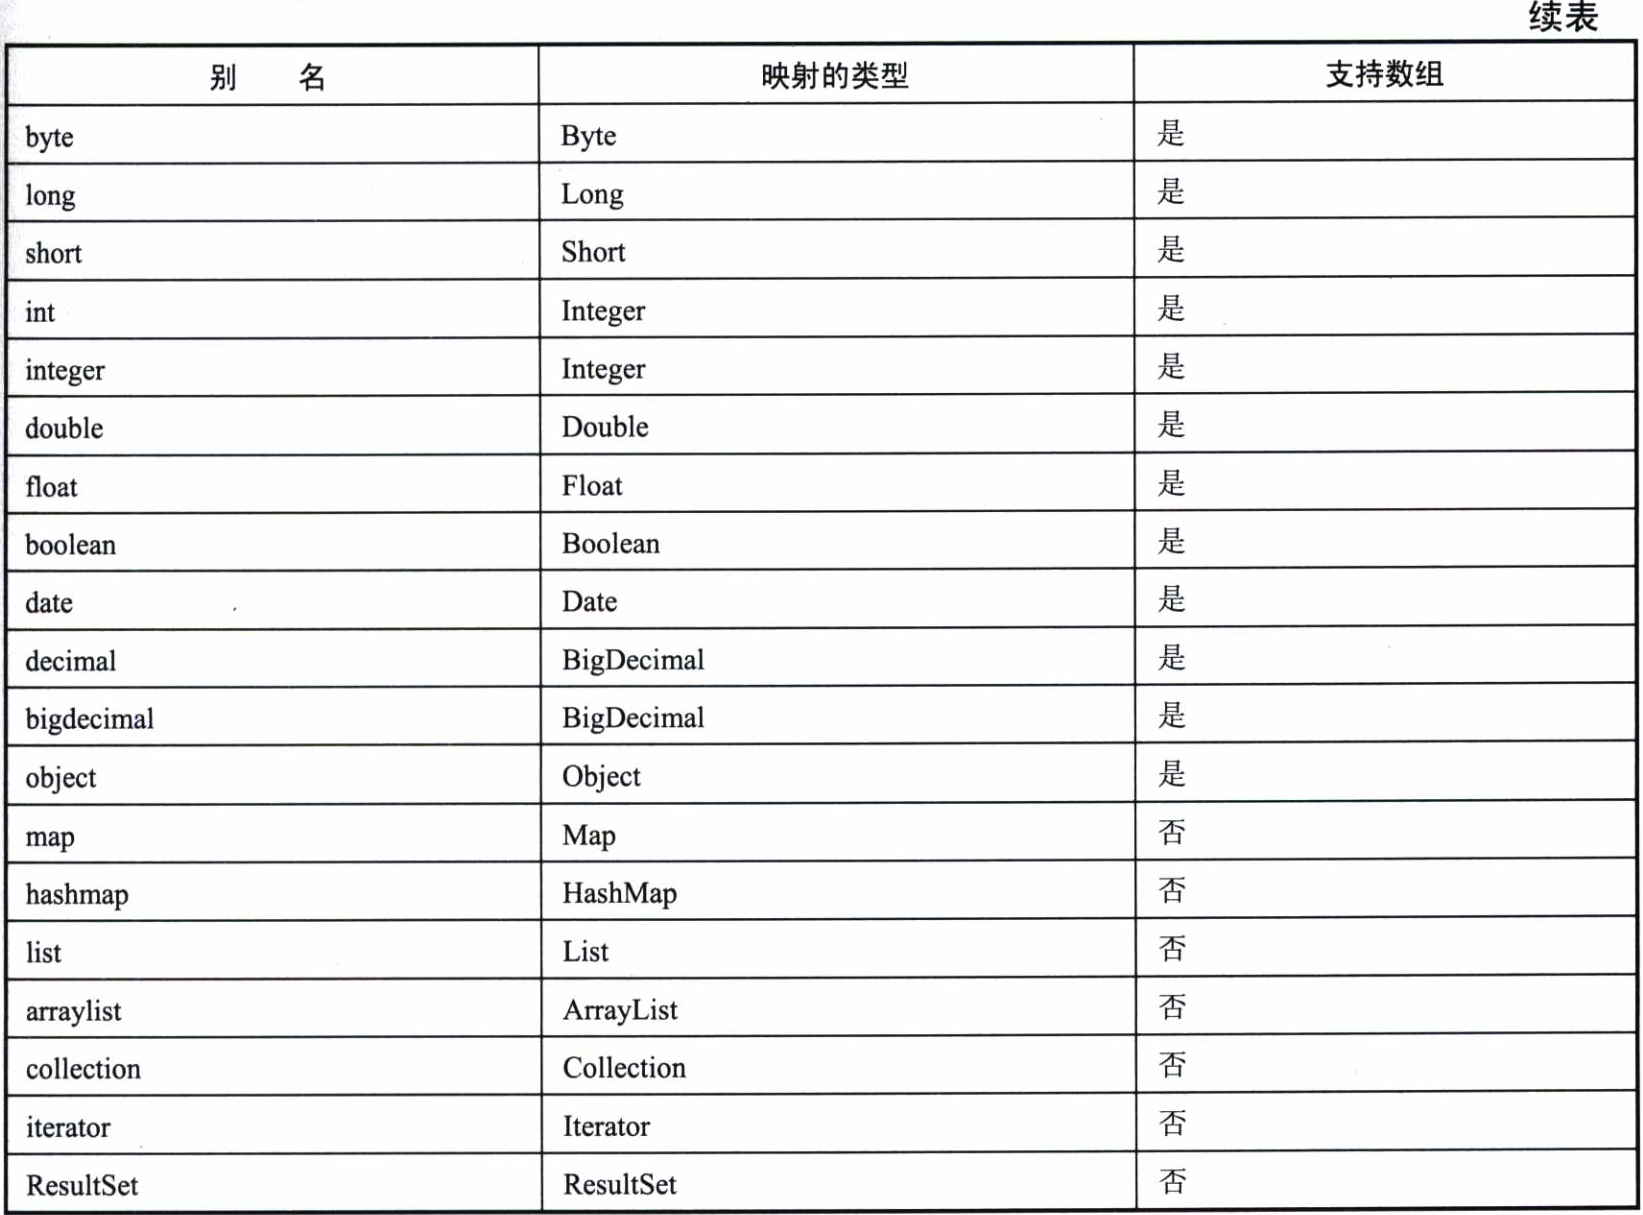 续表
别 名 映射的类型 支持数组
byte Byte 是
long Long 是
short Short 是
int Integer 是
integer Integer 是
double Double 是
float Float 是
boolean Boolean 是
date Date 是
decimal BigDecimal 是
bigdecimal BigDecimal 是
object Object 是
map Map 否
hashmap HashMap 否
list List 否
arraylist ArrayList 否
collection Collection 否
iterator Iterator 否
ResultSet ResultSet 否